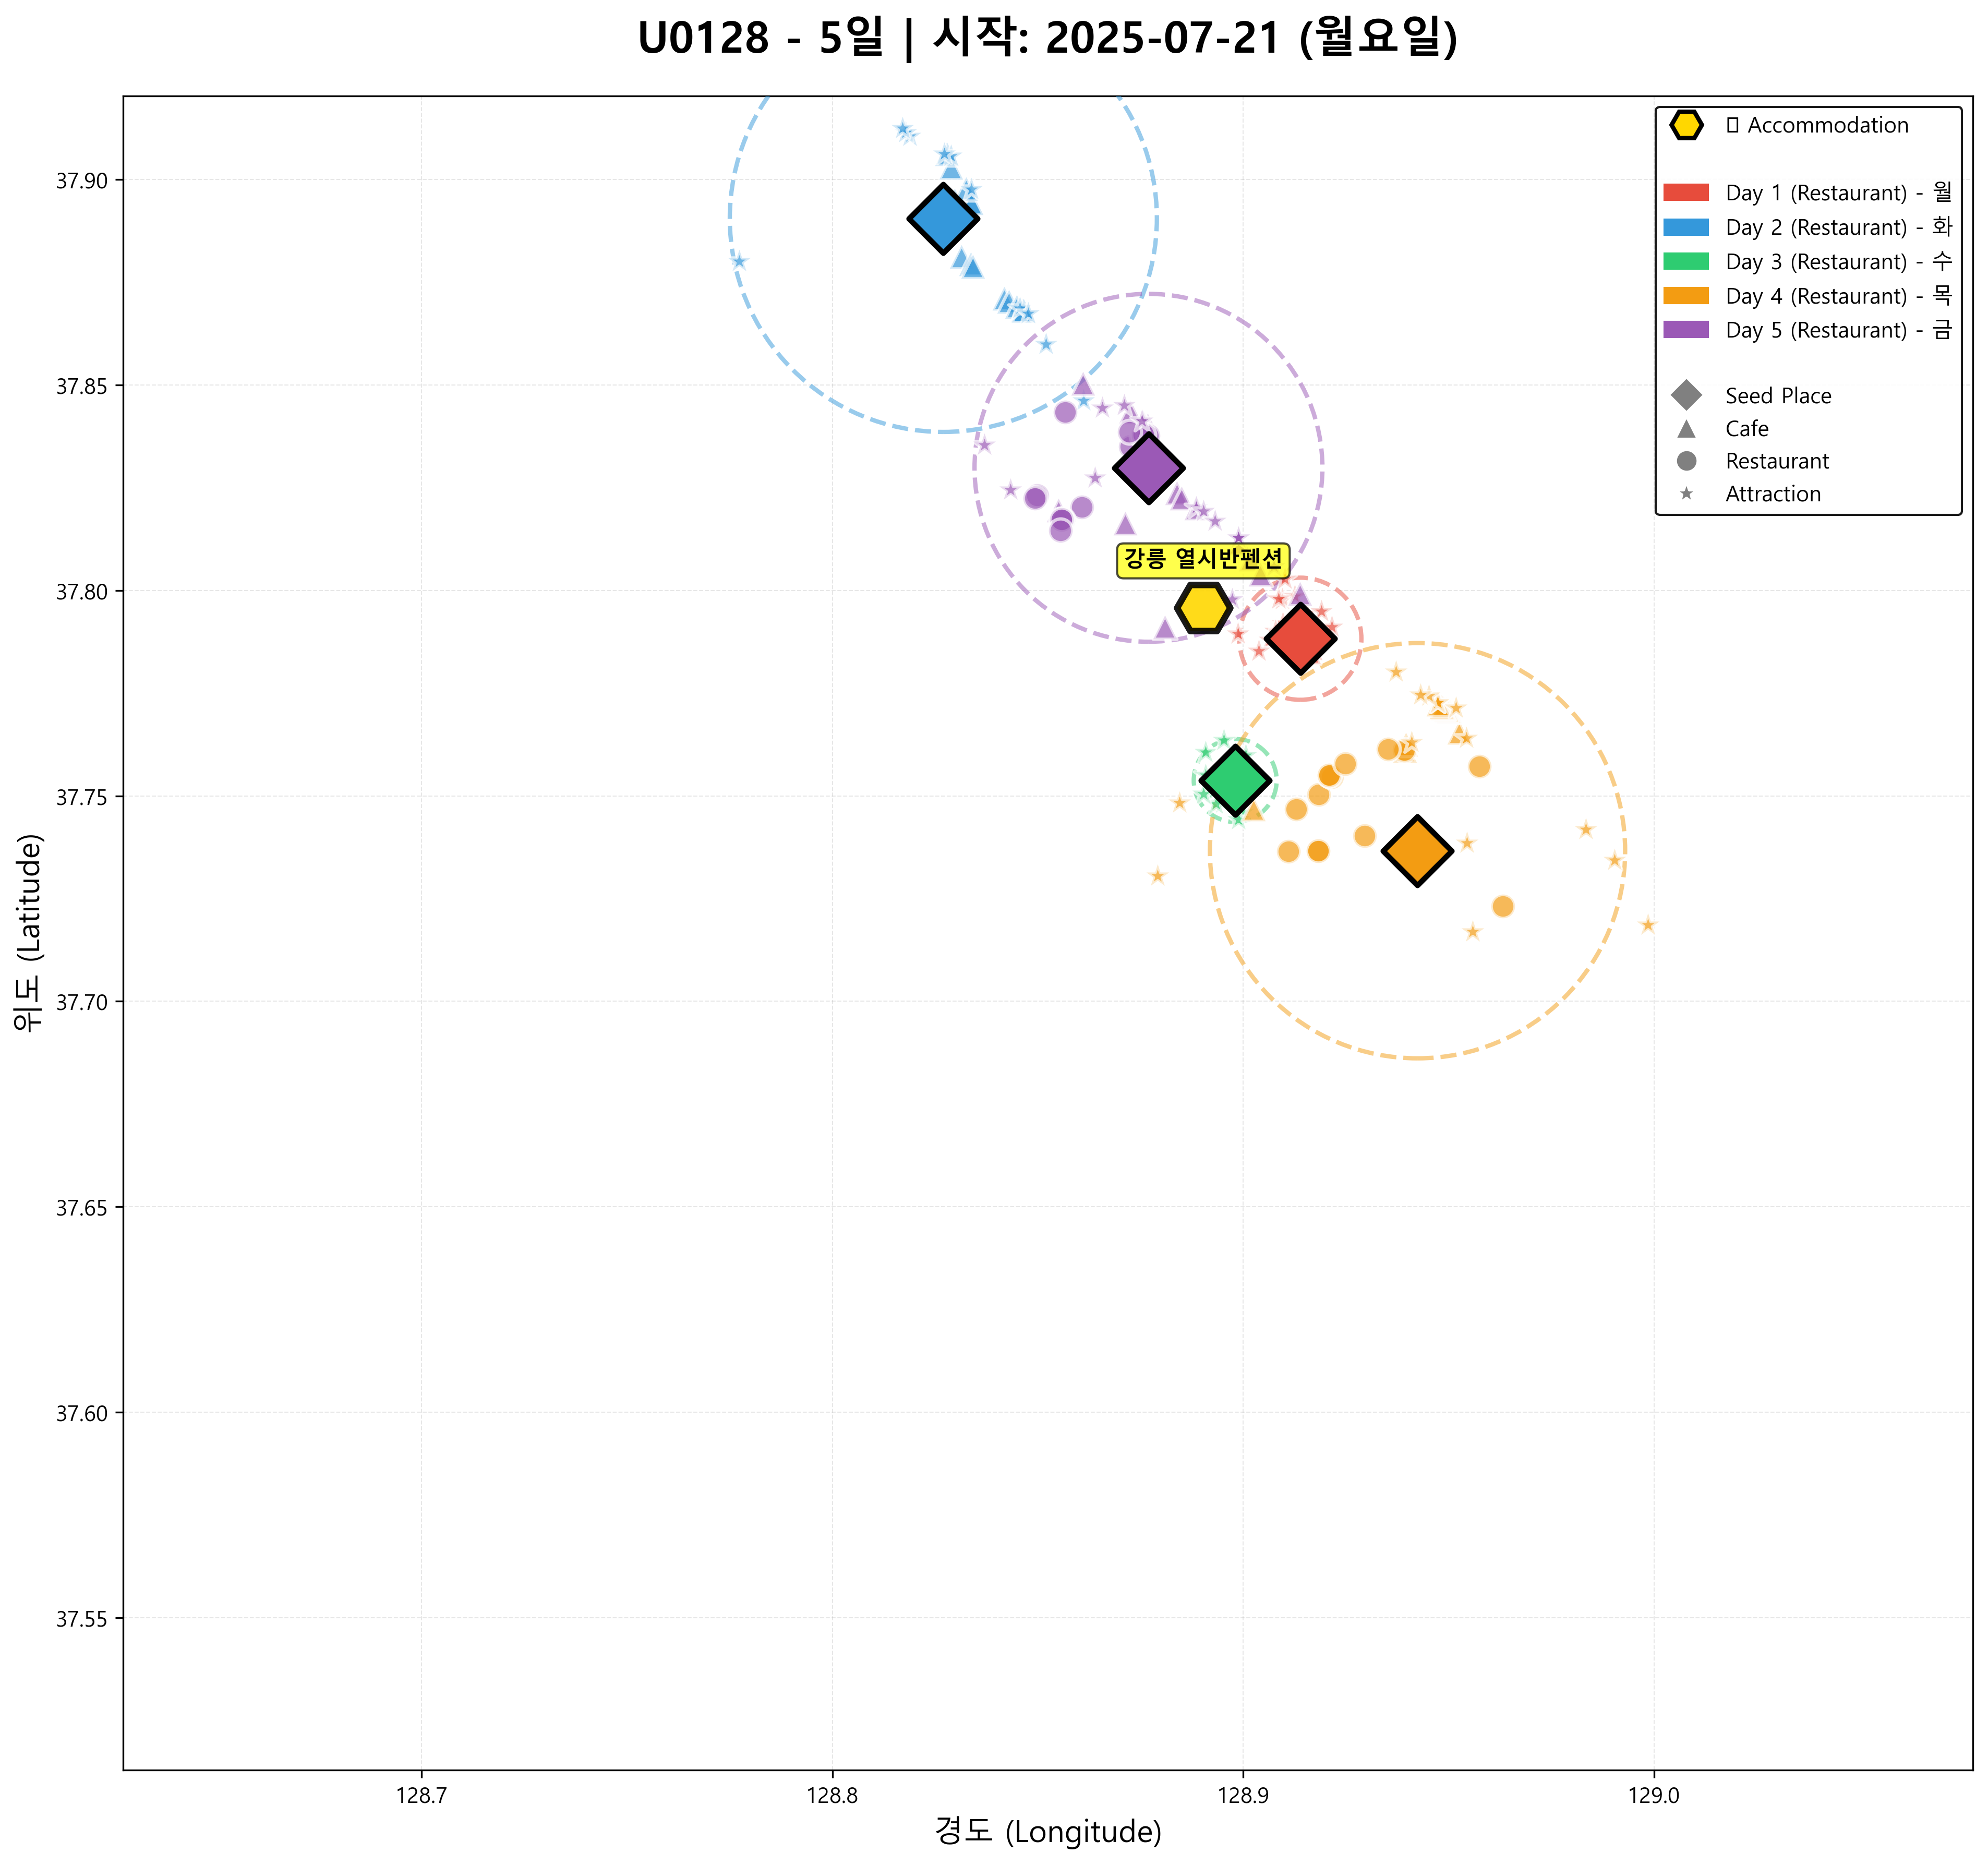 U0128 - 5일 | 시작: 2025-07-21 (월요일)
▯ Accommodation
Day 1 (Restaurant) - 월
Day 2 (Restaurant) - 화
Day 3 (Restaurant) - 수
Day 4 (Restaurant) - 목
Day 5 (Restaurant) - 금
Seed Place
Cafe
Restaurant
Attraction
강릉 열시반펜션
37.90
37.85
37.80
37.75
37.70
37.65
37.60
37.55
위도 (Latitude)
128.7
128.8
128.9
129.0
경도 (Longitude)